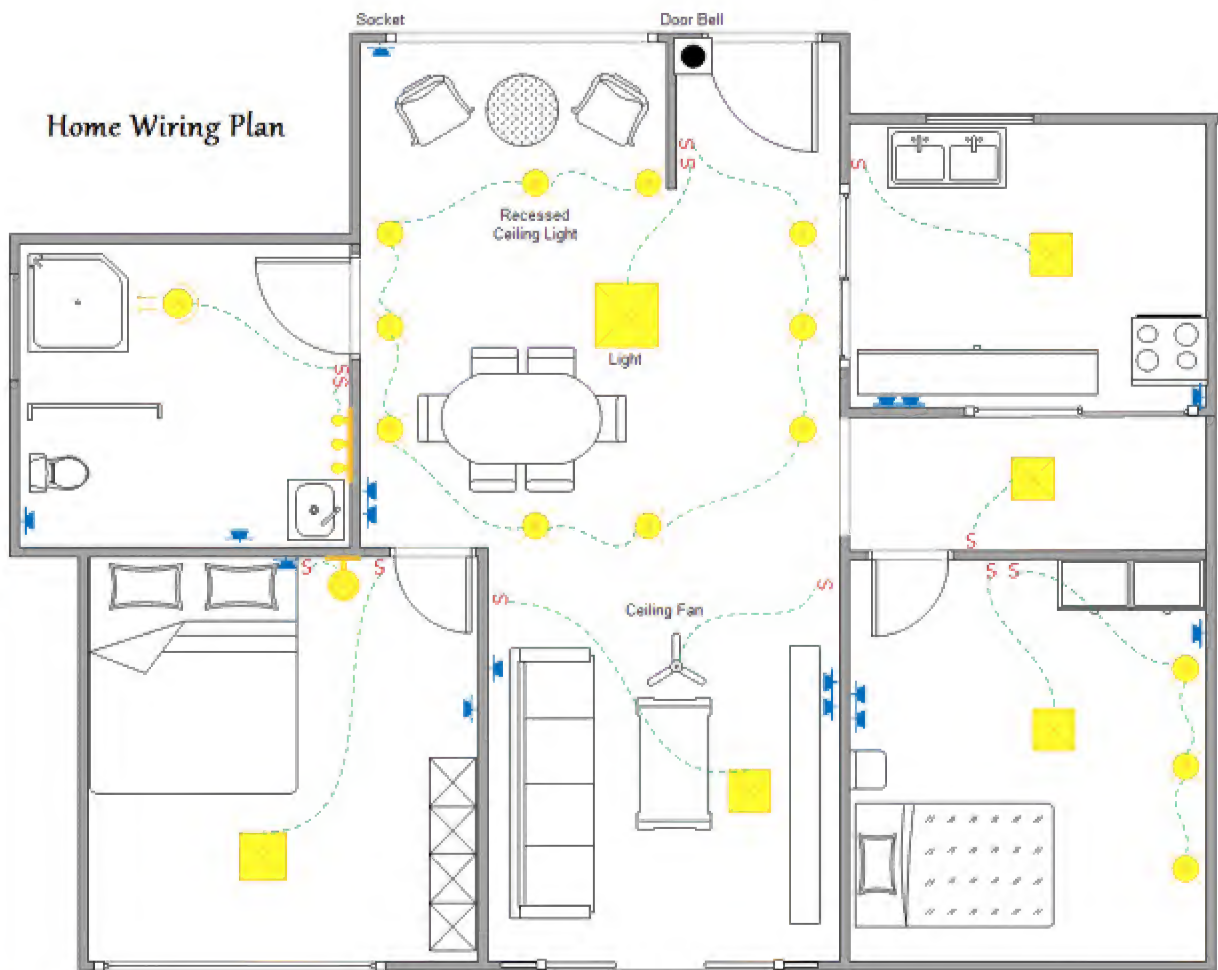 Socket
Door Bell
Home Wiring Plan
Recessed
Ceiling Light
Light
Ceiling Fan
S
S
S
S
S
S
S
S
S
S
S
S